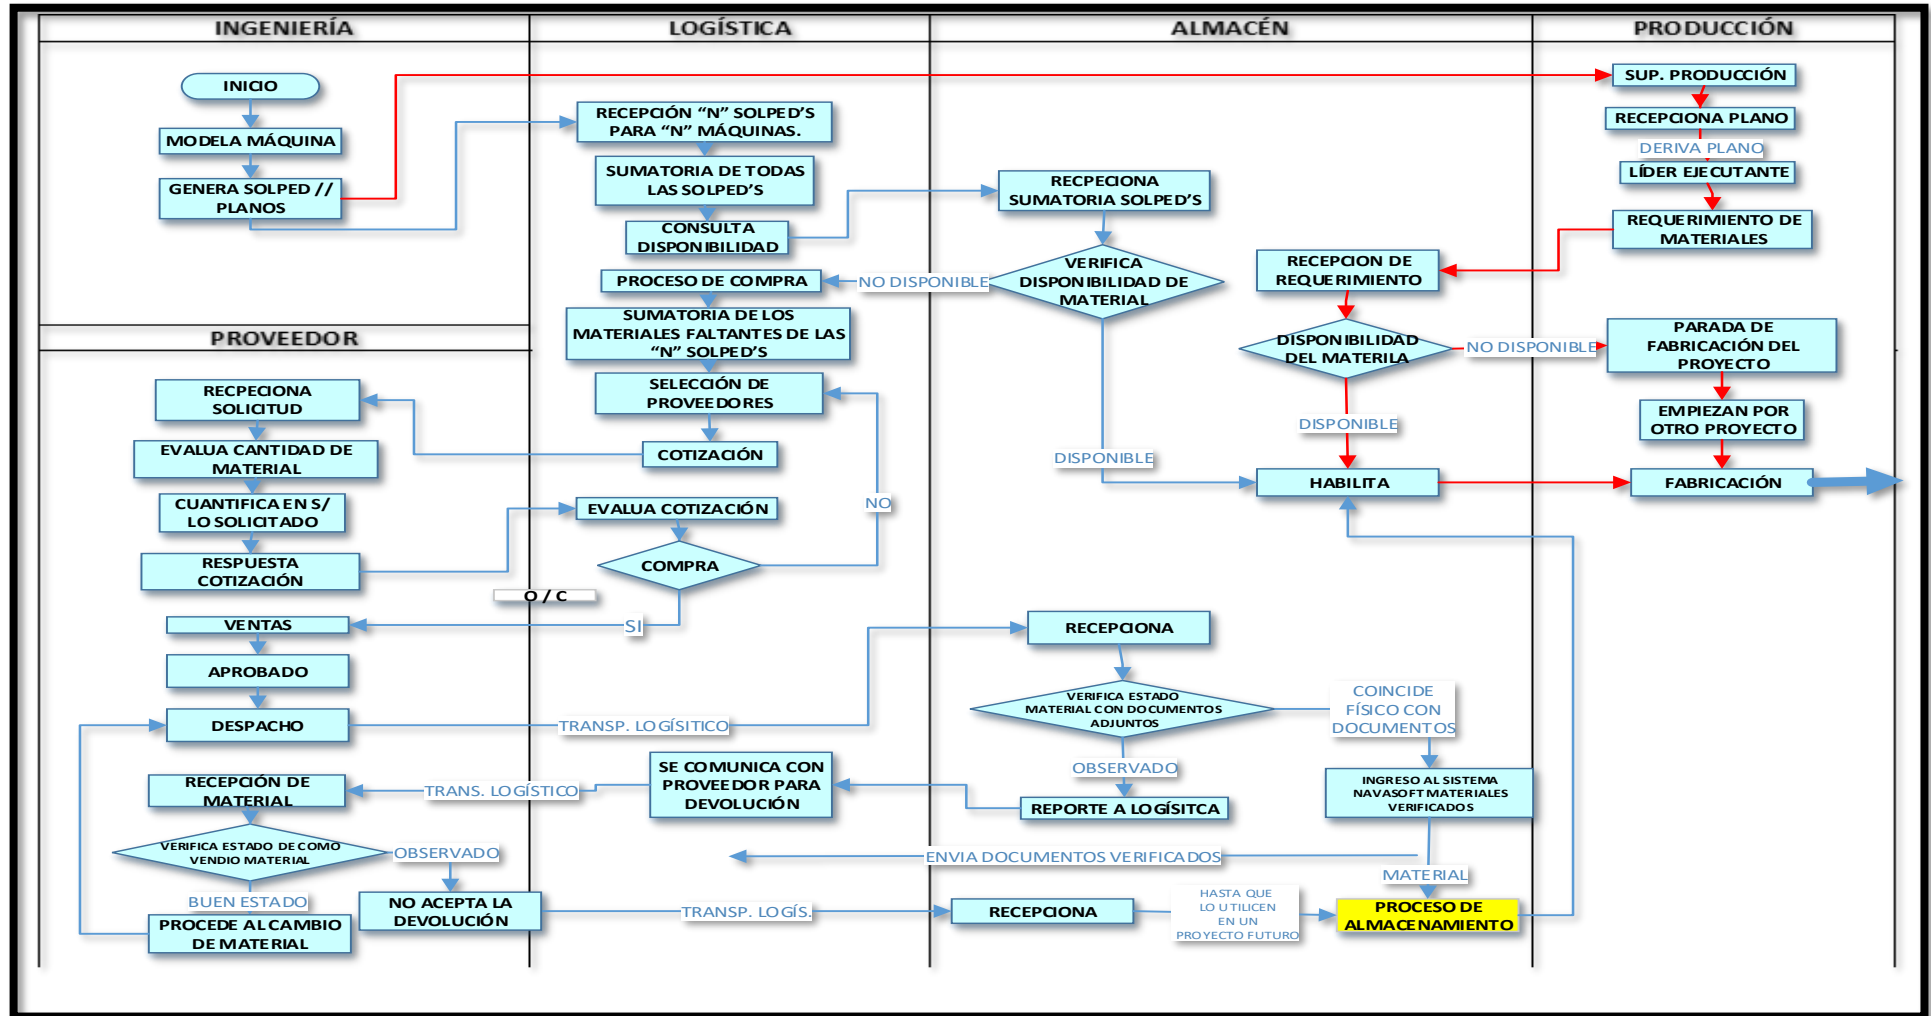 INGENIERÍA
LOGÍSTICA
ALMACÉN
PRODUCCIÓN
INICIO
MODELA MÁQUINA
GENERA SOLPED //
PLANOS
RECEPCIÓN “N” SOLPED’S
PARA “N” MÁQUINAS.
SUMATORIA DE TODAS
LAS SOLPED’S
CONSULTA
DISPONIBILIDAD
PROCESO DE COMPRA
SUMATORIA DE LOS
MATERIALES FALTANTES DE LAS
“N” SOLPED’S
SELECCIÓN DE
PROVEEDORES
COTIZACIÓN
EVALUA COTIZACIÓN
COMPRA
NO
SI
O / C
RECPECIONA
SUMATORIA SOLPED’S
VERIFICA
DISPONIBILIDAD DE
MATERIAL
NO DISPONIBLE
DISPONIBLE
RECEPCION DE
REQUERIMIENTO
DISPONIBILIDAD
DEL MATERILA
NO DISPONIBLE
DISPONIBLE
HABILITA
SUP. PRODUCCIÓN
RECEPCIONA PLANO
DERIVA PLANO
LÍDER EJECUTANTE
REQUERIMIENTO DE
MATERIALES
PARADA DE
FABRICACIÓN DEL
PROYECTO
EMPIEZAN POR
OTRO PROYECTO
FABRICACIÓN
PROVEEDOR
RECPECIONA
SOLICITUD
EVALUA CANTIDAD DE
MATERIAL
CUANTIFICA EN S/
LO SOLICITADO
RESPUESTA
COTIZACIÓN
VENTAS
APROBADO
DESPACHO
TRANSP. LOGÍSITICO
RECEPCIÓN DE
MATERIAL
TRANS. LOGÍSTICO
VERIFICA ESTADO DE COMO
VENDIO MATERIAL
OBSERVADO
BUEN ESTADO
PROCEDE AL CAMBIO
DE MATERIAL
NO ACEPTA LA
DEVOLUCIÓN
TRANSP. LOGÍS.
SE COMUNICA CON
PROVEEDOR PARA
DEVOLUCIÓN
RECEPCIONA
VERIFICA ESTADO
MATERIAL CON DOCUMENTOS
ADJUNTOS
COINCIDE
FÍSICO CON
DOCUMENTOS
OBSERVADO
REPORTE A LOGÍSITCA
INGRESO AL SISTEMA
NAVASOFT MATERIALES
VERIFICADOS
ENVIA DOCUMENTOS VERIFICADOS
MATERIAL
RECEPCIONA
HASTA QUE
LO UTILICEN
EN UN
PROYECTO FUTURO
PROCESO DE
ALMACENAMIENTO